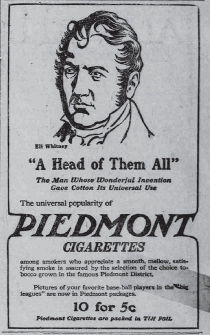 Eli Whitney
"A Head of Them All"
The Man Whose Wonderful Invention
Gave Cotton Its Universal Use
The universal popularity of
PIEDMONT
CIGARETTES
among smokers who appreciate a smooth, mellow, satis-
fying smoke is assured by the selection of the choice to-
bacco grown in the famous Piedmont District.
Pictures of your favorite base-ball players in the "big
leagues" are now in Piedmont packages.
10 for 5c
Piedmont Cigarettes are packed in TIN FOIL